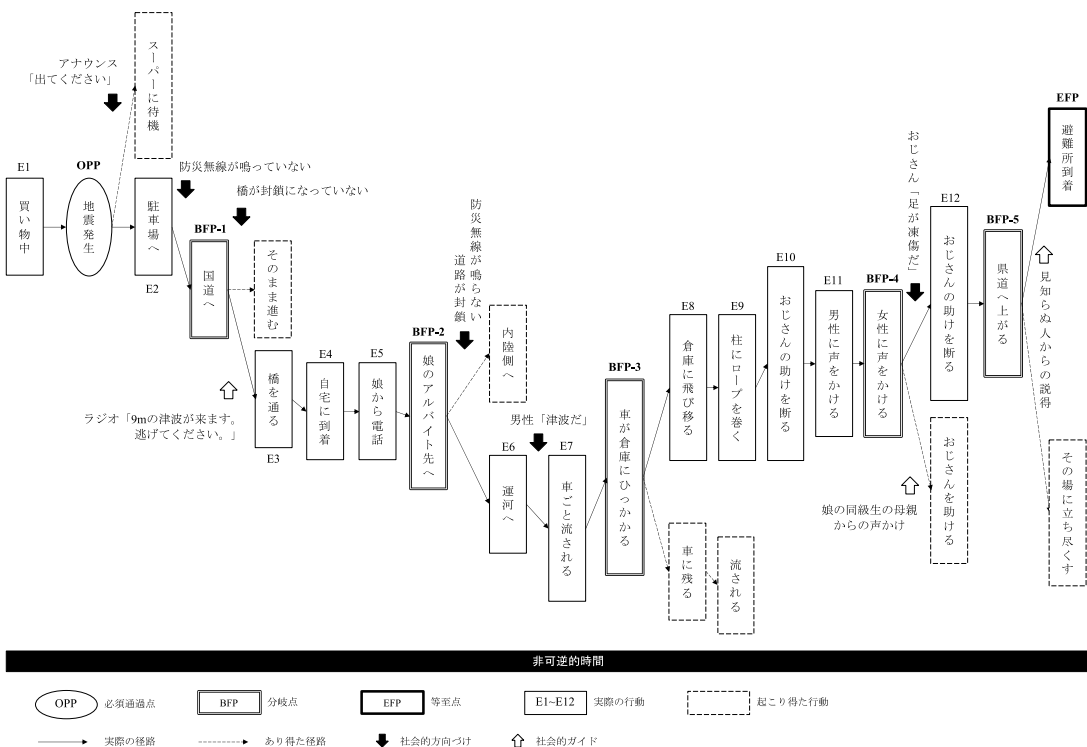 アナウンス
「出てください」
スーパーに待機
E1
買い物中
OPP
地震発生
駐車場へ
E2
防災無線が鳴っていない
橋が封鎖になっていない
BFP-1
国道へ
そのまま進む
ラジオ「9mの津波が来ます。
逃げてください。」
橋を通る
E3
E4
自宅に到着
E5
娘から電話
BFP-2
娘のアルバイト先へ
防災無線が鳴らない
道路が封鎖
内陸側へ
E6
運河へ
男性「津波だ」
E7
車ごと流される
BFP-3
車が倉庫にひっかかる
車に残る
流される
E8
倉庫に飛び移る
E9
柱にロープを巻く
E10
おじさんの助けを断る
E11
男性に声をかける
BFP-4
女性に声をかける
おじさん「足が凍傷だ」
E12
おじさんの助けを断る
娘の同級生の母親
からの声かけ
おじさんを助ける
BFP-5
県道へ上がる
EFP
避難所到着
見知らぬ人からの説得
その場に立ち尽くす
非可逆的時間
OPP 必須通過点 BFP 分岐点 EFP 等至点 E1~E12 実際の行動 起こり得た行動
実際の径路 あり得た径路 社会的方向づけ 社会的ガイド